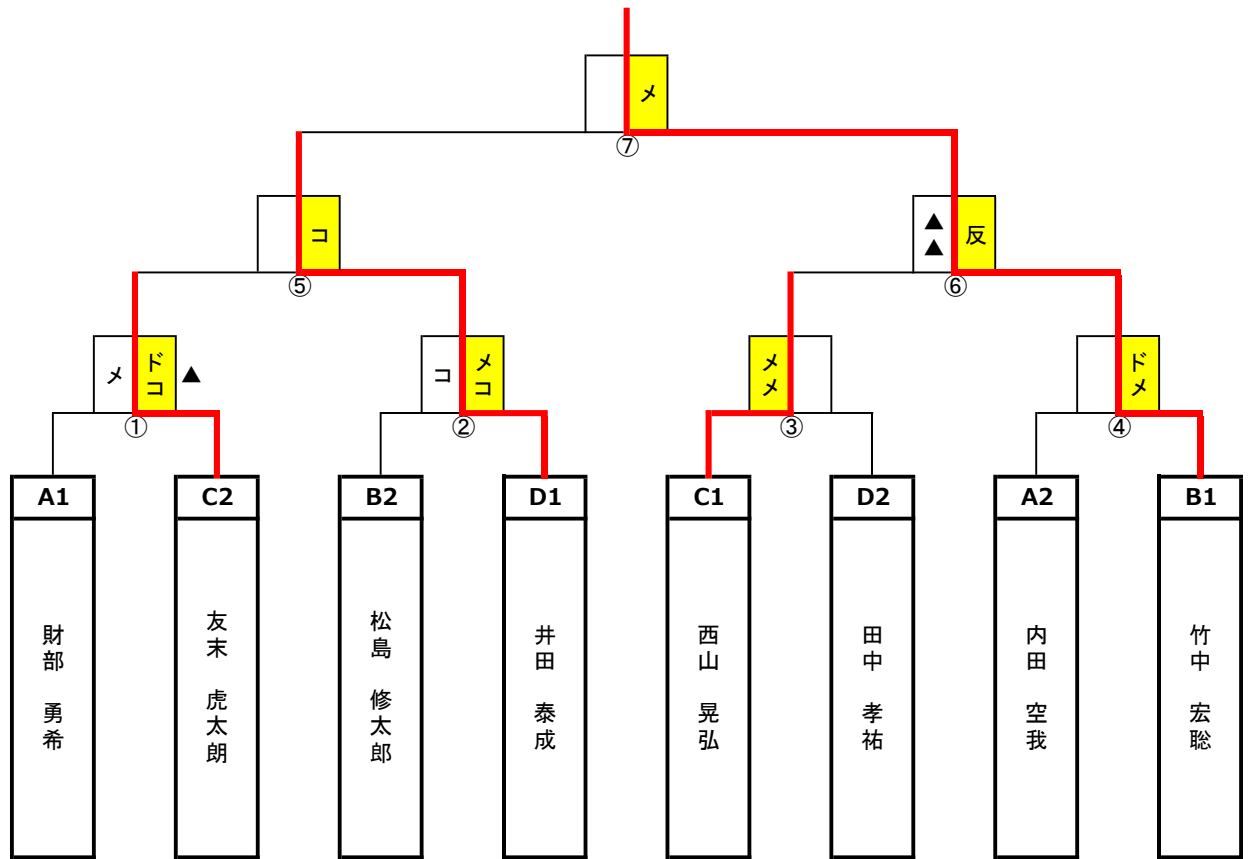 メ
⑦
コ
▲▲
反
⑤
⑥
メ
ドコ
▲
コ
メコ
メメ
ドメ
①
②
③
④
A1
C2
B2
D1
C1
D2
A2
B1
財部 勇希
友末 虎太朗
松島 修太郎
井田 泰成
西山 晃弘
田中 孝祐
内田 空我
竹中 宏聡